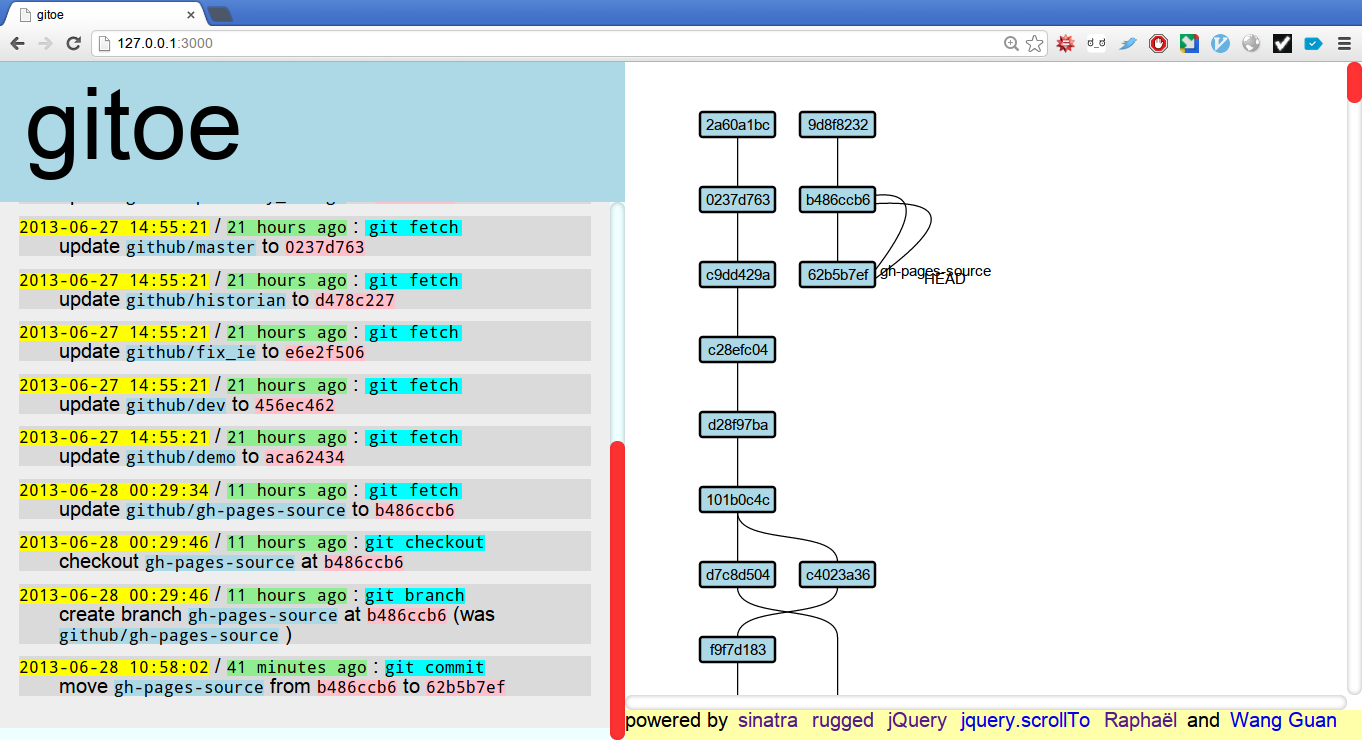 gitoe
127.0.0.1:3000
gitoe
2013-06-27 14:55:21 / 21 hours ago : git fetch
update github/master to 0237d763
2013-06-27 14:55:21 / 21 hours ago : git fetch
update github/historian to d478c227
2013-06-27 14:55:21 / 21 hours ago : git fetch
update github/fix_ie to e6e2f506
2013-06-27 14:55:21 / 21 hours ago : git fetch
update github/dev to 456ec462
2013-06-27 14:55:21 / 21 hours ago : git fetch
update github/demo to aca62434
2013-06-28 00:29:34 / 11 hours ago : git fetch
update github/gh-pages-source to b486ccb6
2013-06-28 00:29:46 / 11 hours ago : git checkout
checkout gh-pages-source at b486ccb6
2013-06-28 00:29:46 / 11 hours ago : git branch
create branch gh-pages-source at b486ccb6 (was
github/gh-pages-source )
2013-06-28 10:58:02 / 41 minutes ago : git commit
move gh-pages-source from b486ccb6 to 62b5b7ef
2a60a1bc 9d8f8232
0237d763 b486ccb6
c9dd429a 62b5b7ef gh-pages-source
HEAD
c28efc04
d28f97ba
101b0c4c
d7c8d504 c4023a36
f9f7d183
powered by sinatra rugged jQuery jquery.scrollTo Raphaël and Wang Guan